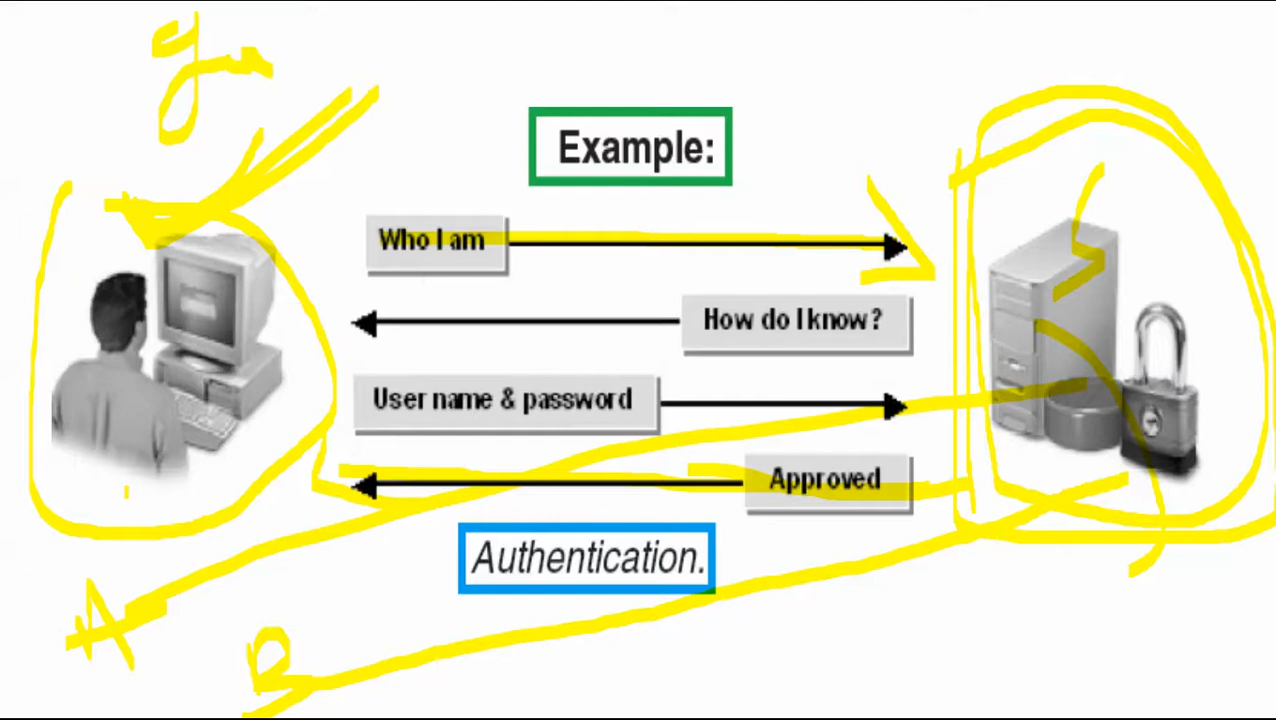 Example:
Who I am
How do I know?
User name & password
Approved
Authentication.
A
B